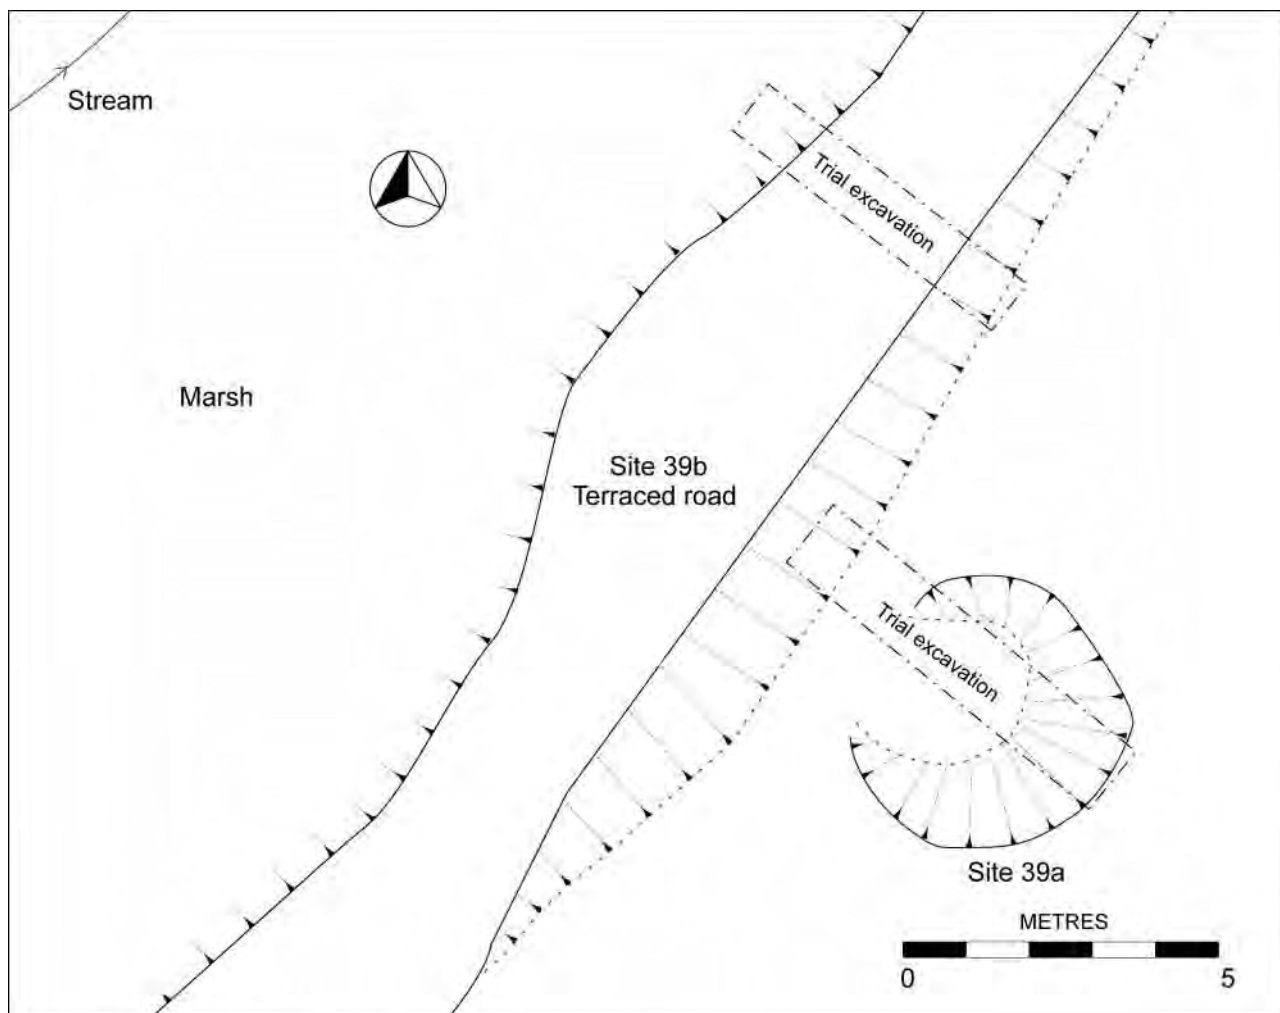 Stream
Trial excavation
Marsh
Site 39b
Terraced road
Trial excavation
Site 39a
METRES
0 5